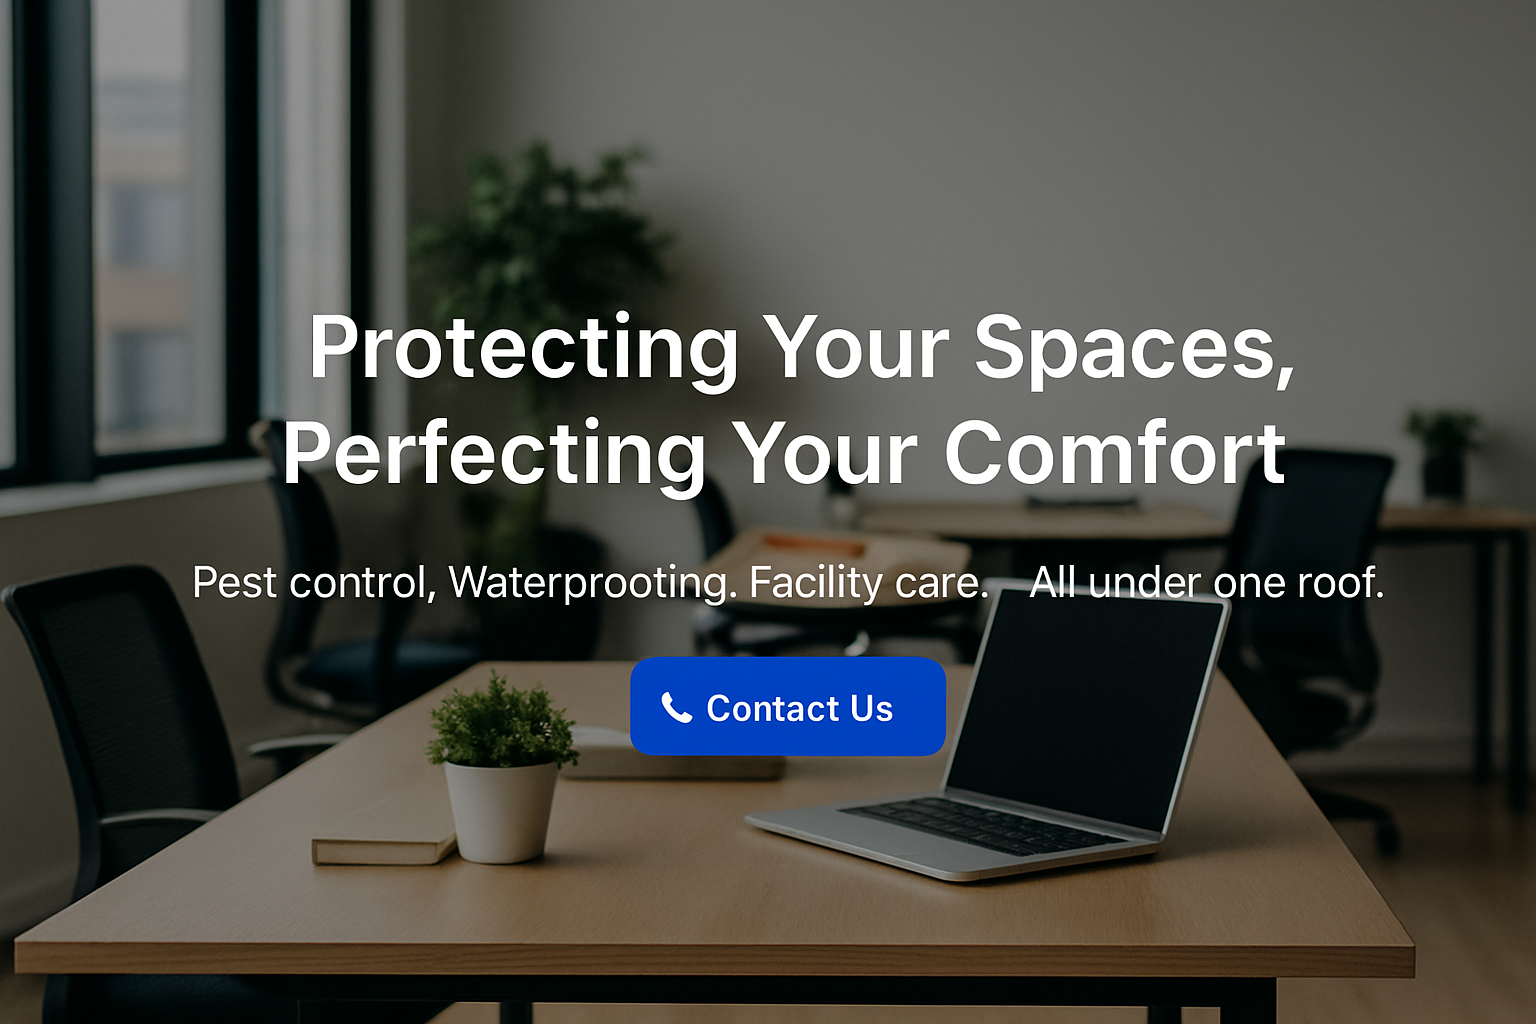 Protecting Your Spaces,
Perfecting Your Comfort
Pest control, Waterprooting. Facility care. All under one roof.
Contact Us